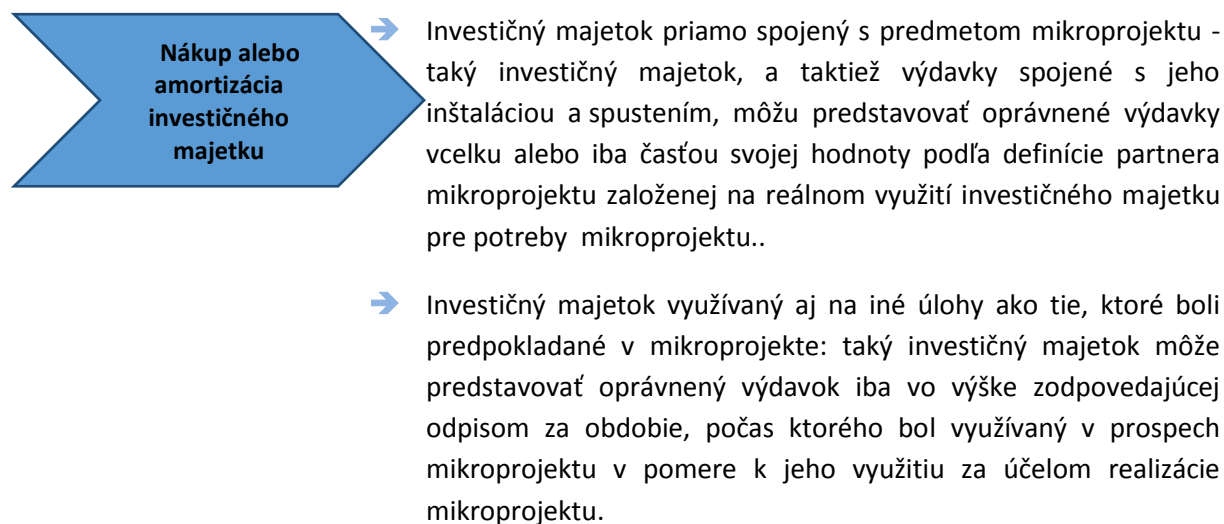 Nákup alebo
amortizácia
investičného
majetku
Investičný majetok priamo spojený s predmetom mikroprojektu -
taký investičný majetok, a taktiež výdavky spojené s jeho
inštaláciou a spustením, môžu predstavovať oprávnené výdavky
vcelku alebo iba časťou svojej hodnoty podľa definície partnera
mikroprojektu založenej na reálnom využití investičného majetku
pre potreby mikroprojektu..
Investičný majetok využívaný aj na iné úlohy ako tie, ktoré boli
predpokladané v mikroprojekte: taký investičný majetok môže
predstavovať oprávnený výdavok iba vo výške zodpovedajúcej
odpisom za obdobie, počas ktorého bol využívaný v prospech
mikroprojektu v pomere k jeho využitiu za účelom realizácie
mikroprojektu.